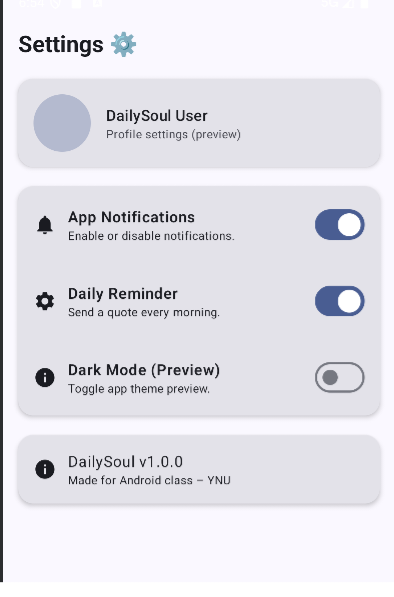 Settings ⚙️
DailySoul User
Profile settings (preview)
App Notifications
Enable or disable notifications.
Daily Reminder
Send a quote every morning.
Dark Mode (Preview)
Toggle app theme preview.
DailySoul v1.0.0
Made for Android class – YNU